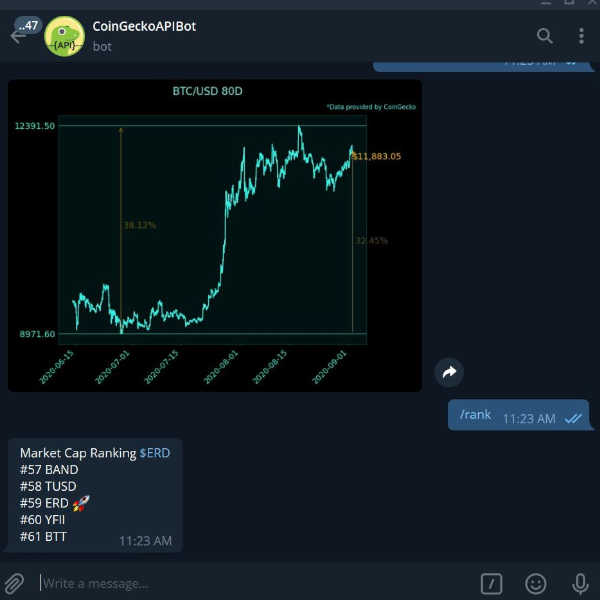 ..47
CoinGeckoAPIBot
{API}
bot
BTC/USD 80D
*Data provided by CoinGecko
12391.50
$11,883.05
38.12%
32.45%
8971.60
2020-06-15
2020-07-01
2020-07-15
2020-08-01
2020-08-15
2020-09-01
/rank 11:23 AM
Market Cap Ranking $ERD
#57 BAND
#58 TUSD
#59 ERD 🚀
#60 YFII
#61 BTT
11:23 AM
Write a message...